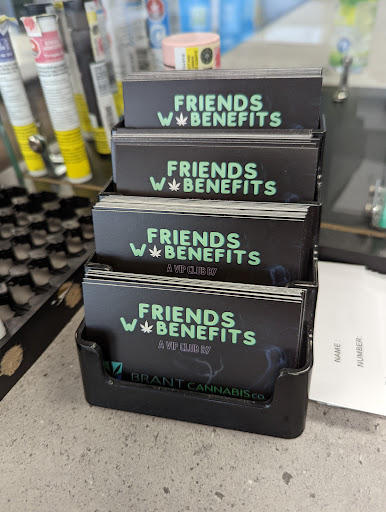 FRIENDS
W BENEFITS
FRIENDS
W BENEFITS
FRIENDS
W BENEFITS
A VIP CLUB BY
FRIENDS
W BENEFITS
A VIP CLUB BY
BRANT CANNABIS CO
NAME
NUMBER